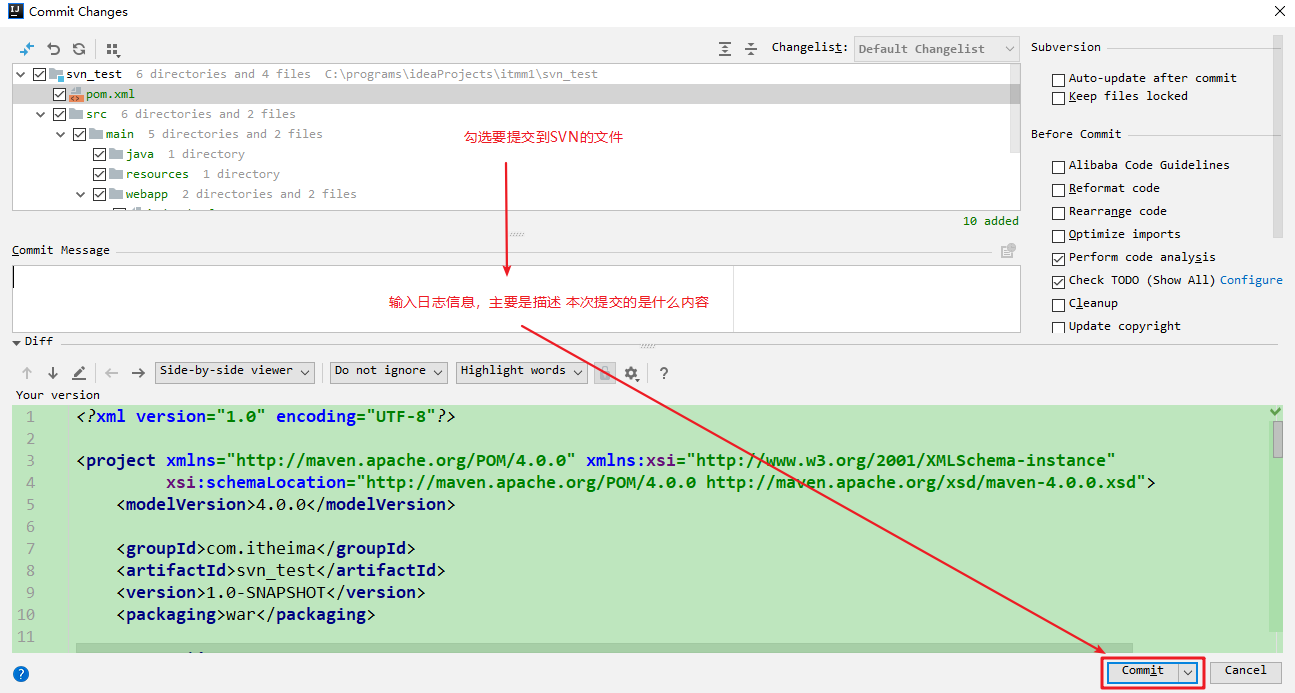 Commit Changes
Changelist: Default Changelist
svn_test 6 directories and 4 files C:\programs\ideaProjects\itmm1\svn_test
pom.xml
src 6 directories and 2 files
main 5 directories and 2 files
java 1 directory
resources 1 directory
webapp 2 directories and 2 files
勾选要提交到SVN的文件
10 added
Subversion
Auto-update after commit
Keep files locked
Before Commit
Alibaba Code Guidelines
Reformat code
Rearrange code
Optimize imports
Perform code analysis
Check TODO (Show All) Configure
Cleanup
Update copyright
Commit Message
输入日志信息，主要是描述 本次提交的是什么内容
Diff
Side-by-side viewer Do not ignore Highlight words ?
Your version
1 <?xml version="1.0" encoding="UTF-8"?>
2
3 <project xmlns="http://maven.apache.org/POM/4.0.0" xmlns:xsi="http://www.w3.org/2001/XMLSchema-instance"
4 xsi:schemaLocation="http://maven.apache.org/POM/4.0.0 http://maven.apache.org/xsd/maven-4.0.0.xsd">
5 <modelVersion>4.0.0</modelVersion>
6
7 <groupId>com.itheima</groupId>
8 <artifactId>svn_test</artifactId>
9 <version>1.0-SNAPSHOT</version>
10 <packaging>war</packaging>
11
? Commit Cancel